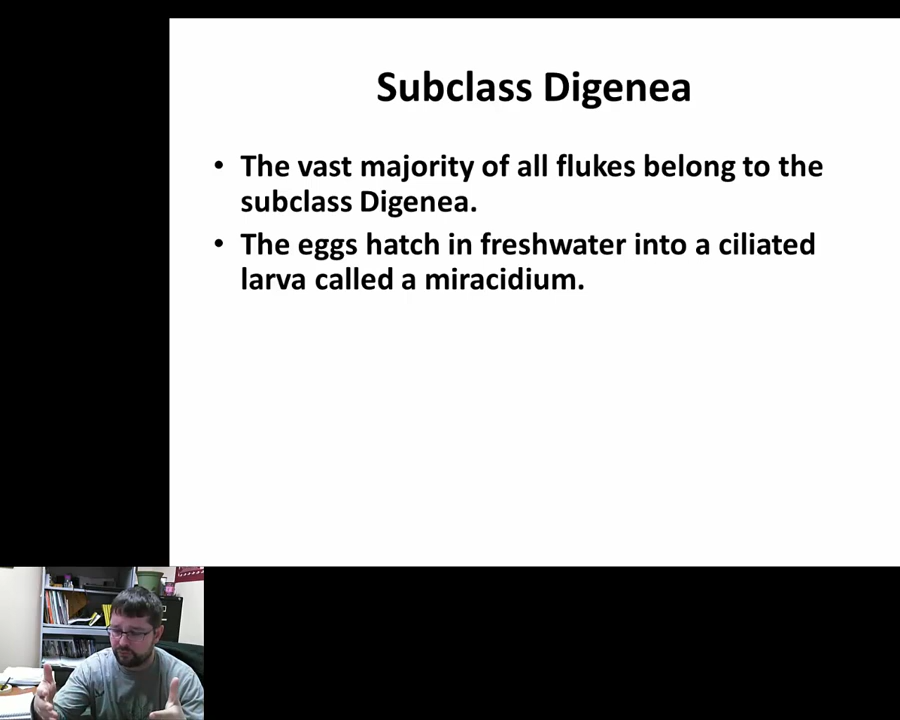 Subclass Digenea
• The vast majority of all flukes belong to the
subclass Digenea.
• The eggs hatch in freshwater into a ciliated
larva called a miracidium.